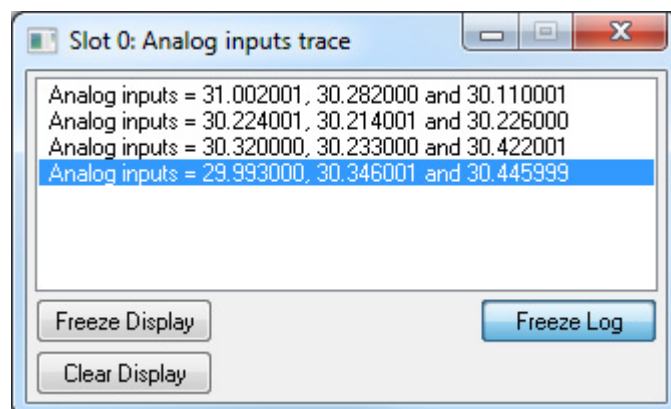 Slot 0: Analog inputs trace
Analog inputs = 31.002001, 30.282000 and 30.110001
Analog inputs = 30.224001, 30.214001 and 30.226000
Analog inputs = 30.320000, 30.233000 and 30.422001
Analog inputs = 29.993000, 30.346001 and 30.445999
Freeze Display
Freeze Log
Clear Display